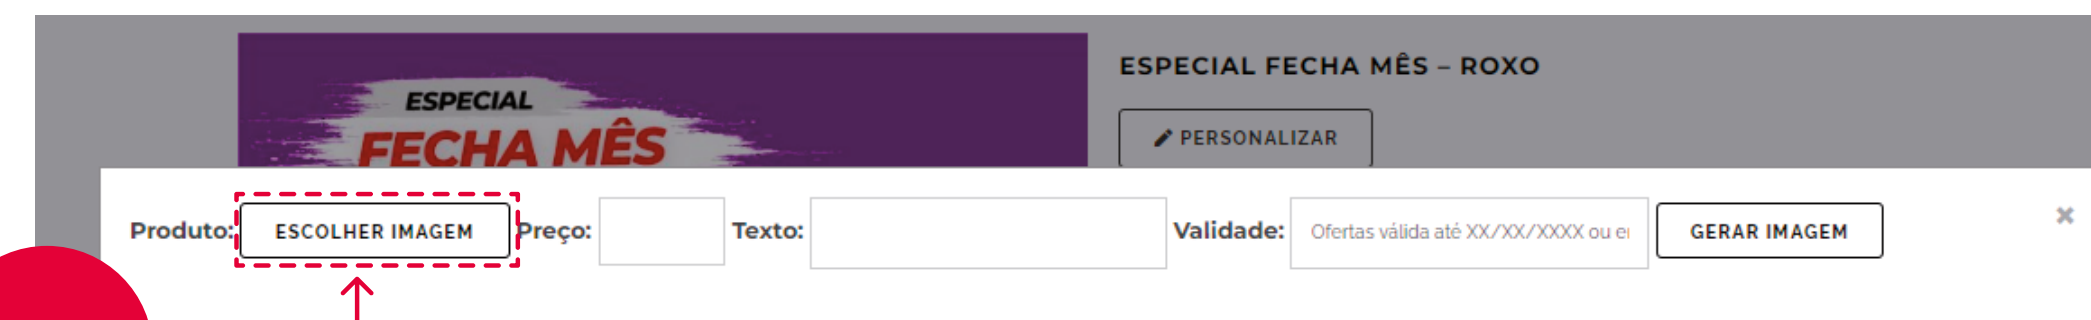 ESPECIAL
FECHA MÊS
ESPECIAL FECHA MÊS – ROXO
PERSONALIZAR
Produto: ESCOLHER IMAGEM Preço: Texto: Validade: Ofertas válida até XX/XX/XXXX ou e GERAR IMAGEM